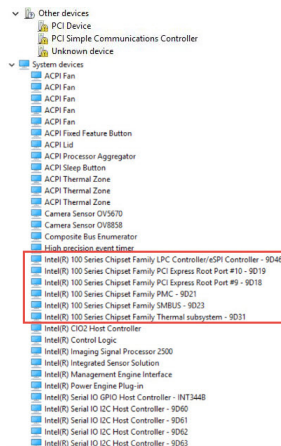 Other devices
PCI Device
PCI Simple Communications Controller
Unknown device
System devices
ACPI Fan
ACPI Fan
ACPI Fan
ACPI Fan
ACPI Fan
ACPI Fixed Feature Button
ACPI Lid
ACPI Processor Aggregator
ACPI Sleep Button
ACPI Thermal Zone
ACPI Thermal Zone
ACPI Thermal Zone
Camera Sensor OV5670
Camera Sensor OV8858
Composite Bus Enumerator
High precision event timer
Intel(R) 100 Series Chipset Family LPC Controller/eSPI Controller - 9D46
Intel(R) 100 Series Chipset Family PCI Express Root Port #10 - 9D19
Intel(R) 100 Series Chipset Family PCI Express Root Port #9 - 9D18
Intel(R) 100 Series Chipset Family PMC - 9D21
Intel(R) 100 Series Chipset Family SMBUS - 9D23
Intel(R) 100 Series Chipset Family Thermal subsystem - 9D31
Intel(R) CIO2 Host Controller
Intel(R) Control Logic
Intel(R) Imaging Signal Processor 2500
Intel(R) Integrated Sensor Solution
Intel(R) Management Engine Interface
Intel(R) Power Engine Plug-in
Intel(R) Serial IO GPIO Host Controller - INT344B
Intel(R) Serial IO I2C Host Controller - 9D60
Intel(R) Serial IO I2C Host Controller - 9D61
Intel(R) Serial IO I2C Host Controller - 9D62
Intel(R) Serial IO I2C Host Controller - 9D63